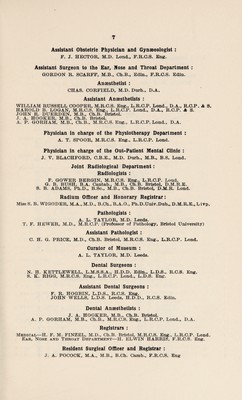 7
Assistant Obstetric Physician and Gynæcologist :
F. J. HECTOR, M.D. Lond., F.R.C.S. Eng.
Assistant Surgeon to the Ear, Nose and Throat Department :
GORDON R. SCARFF, M.B., Ch.B., Edin., F.R.C.S. Edin.
Anæsthetist :
CHAS. CORFIELD, M.D. Durh., D.A.
Assistant Anæsthetists :
WILLIAM RUSSELL COOPER, M.R.C.S. Eng., L.R.C.P. Lond., D.A., R.C.P. & S.
HAROLD B. LOGAN, M.R.C.S. Eng., L.R.C.P. Lond., D.A., R.C.P. & S.
JOHN R. DUERDEN, M.B., Ch.B. Bristol.
J. A. HOOKER, M.B., Ch.B. Bristol.
A. P. GORHAM, M.B., Ch.B., M.R.C.S. Eng., L.R.C.P. Lond., D.A.
Physician in charge of the Physiotherapy Department :
A. T. SPOOR, M.R.C.S. Eng., L.R.C.P. Lond.
Physician in charge of the Out-Patient Mental Clinic :
J. V. BLACHFORD, C.B.E., M.D. Durh., M.B., B.S. Lond.
Joint Radiological Department :
Radiologists :
F. GOWER BERGIN, M.R.C.S. Eng., L.R.C.P. Lond.
G. B. BUSH, B.A. Cantab., M.B., Ch.B. Bristol, D.M.R.E.
S. B. ADAMS, Ph.D., B.Sc., M.B., Ch.B. Bristol, D.M.R.E. Lond.
Radium Officer and Honorary Registrar :
Miss S. B. WIGODER, M.A., M.D., B.Ch., B.A.O., Ph.D. Univ. Dub., D.M.R.E., Livp.
Pathologists :
A. L. TAYLOR, M.D. Leeds.
T. F. HEWER, M.D., M.R.C.P. (Professor of Pathology, Bristol University)
Assistant Pathologist :
C. H. G. PRICE, M.D., Ch.B. Bristol, M.R.C.S. Eng., L.R.C.P. Lond.
Curator of Museum :
A. L. TAYLOR, M.D. Leeds.
Dental Surgeons :
N. H. KETTLEWELL, L.M.S.S.A., H.D.D. Edin., L.D.S., R.C.S. Eng.
S. K. RIGG, M.R.C.S. Eng., L.R.C.P. Lond., L.D.S. Eng.
Assistant Dental Surgeons :
F. R. HOGBIN, L.D.S., R.C.S. Eng.
JOHN WELLS, L.D.S. Leeds, H.D.D., R.C.S. Edin.
Dental Anæsthetists :
J. A. HOOKER, M.B., Ch.B. Bristol.
A. P. GORHAM, M.B., Ch.B., M.R.C.S. Eng., L.R.C.P. Lond., D.A.
Registrars :
MEDICAL—H. F. M. FINZEL, M.D., Ch.B. Bristol, M.R.C.S. Eng., L.R.C.P. Lond.
EAR, NOSE AND THROAT DEPARTMENT—H. ELWIN HARRIS, F.R.C.S. Eng.
Resident Surgical Officer and Registrar :
J. A. POCOCK, M.A., M.B., B.Ch. Camb., F.R.C.S. Eng